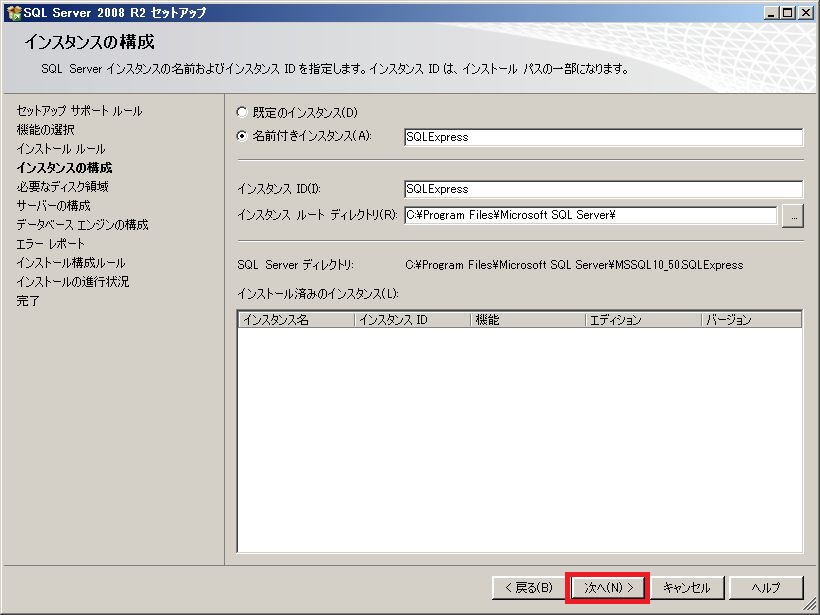 SQL Server 2008 R2 セットアップ
インスタンスの構成
SQL Server インスタンスの名前およびインスタンス ID を指定します。インスタンス ID は、インストール パスの一部になります。
セットアップ サポート ルール
機能の選択
インストール ルール
インスタンスの構成
必要なディスク領域
サーバーの構成
データベース エンジンの構成
エラー レポート
インストール構成ルール
インストールの進行状況
完了
既定のインスタンス(D)
名前付きインスタンス(A): SQLExpress
インスタンス ID(I): SQLExpress
インスタンス ルート ディレクトリ(R): C:¥Program Files¥Microsoft SQL Server¥ ...
SQL Server ディレクトリ: C:¥Program Files¥Microsoft SQL Server¥MSSQL10_50.SQLExpress
インストール済みのインスタンス(L):
インスタンス名 インスタンス ID 機能 エディション バージョン
< 戻る(B) 次へ(N) > キャンセル ヘルプ